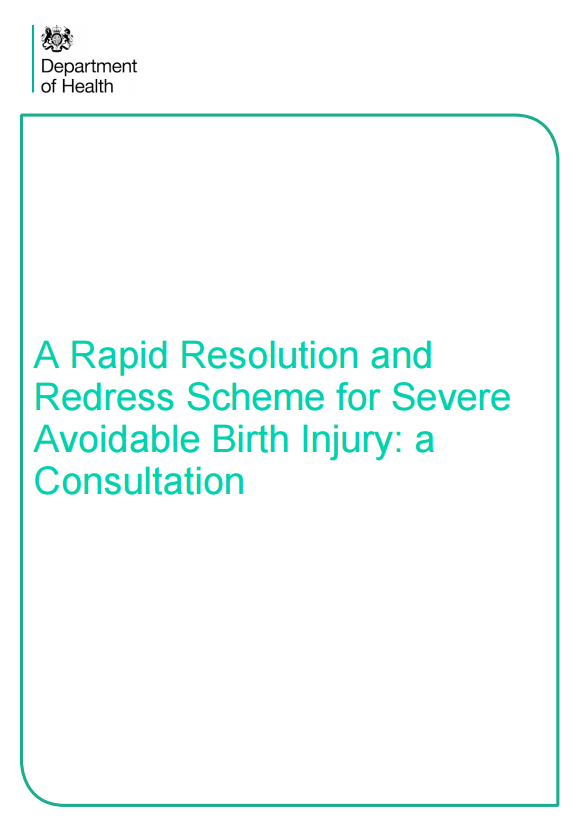 Department
of Health
A Rapid Resolution and
Redress Scheme for Severe
Avoidable Birth Injury: a
Consultation